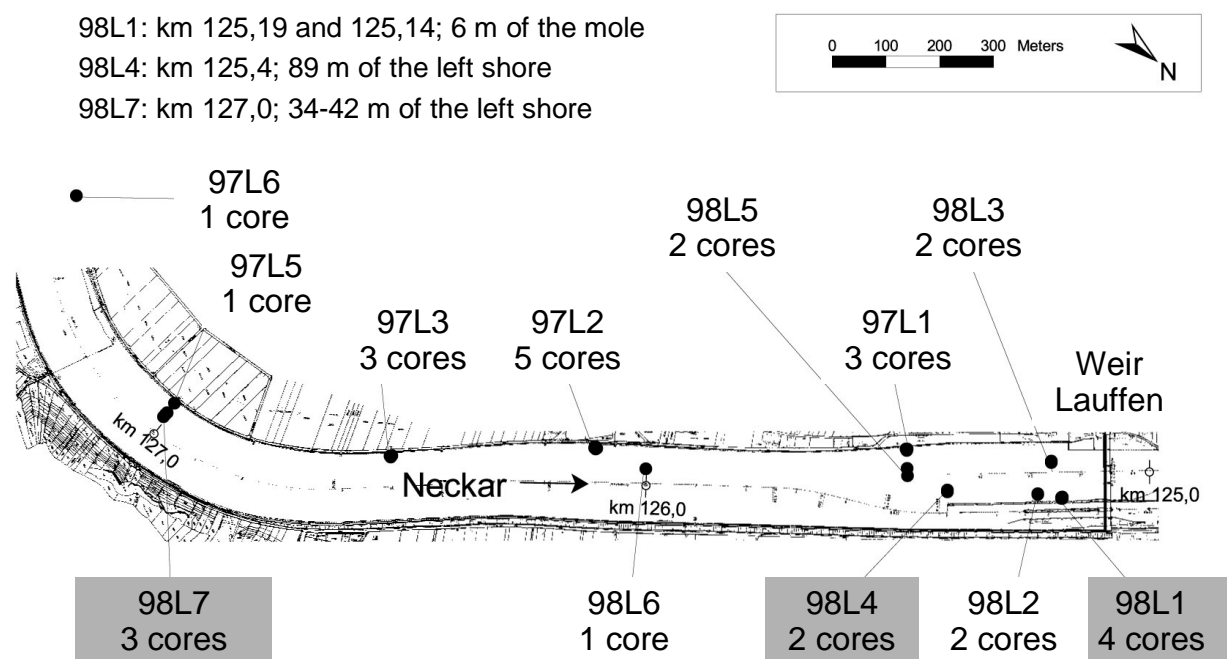 98L1: km 125,19 and 125,14; 6 m of the mole
98L4: km 125,4; 89 m of the left shore
98L7: km 127,0; 34-42 m of the left shore
0 100 200 300 Meters
N
97L6
1 core
97L5
1 core
98L5
2 cores
98L3
2 cores
97L3
3 cores
97L2
5 cores
97L1
3 cores
Weir
Lauffen
km 127,0
Neckar
km 126,0
km 125,0
98L7
3 cores
98L6
1 core
98L4
2 cores
98L2
2 cores
98L1
4 cores